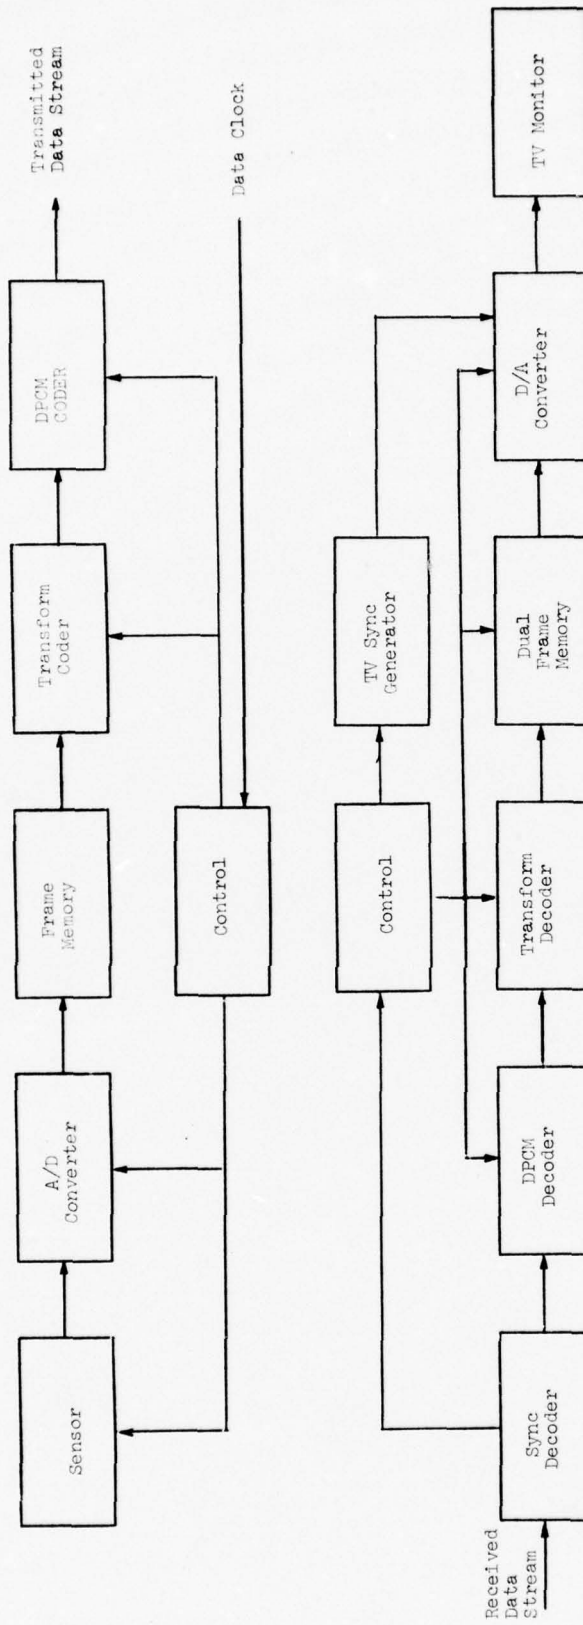 Sensor
A/D
Converter
Frame
Memory
Transform
Coder
DPCM
CODER
Transmitted
Data Stream
Control
Data Clock
Received
Data
Stream
Sync
Decoder
Control
TV Sync
Generator
DPCM
Decoder
Transform
Decoder
Dual
Frame
Memory
D/A
Converter
TV Monitor